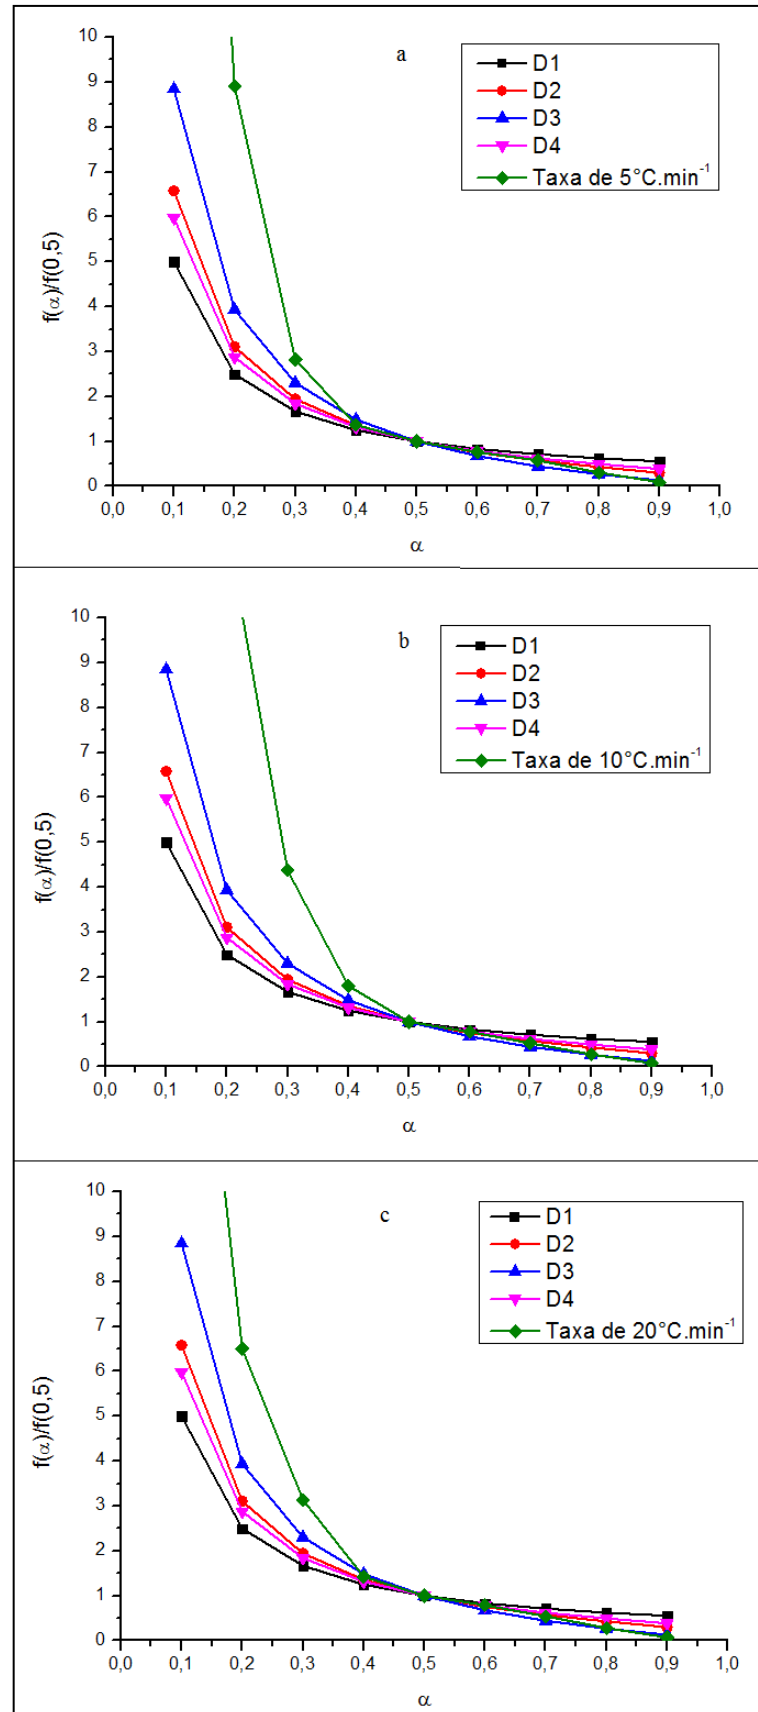 a
D1
D2
D3
D4
Taxa de 5°C.min⁻¹
10
9
8
7
6
5
4
3
2
1
0
f(α)/f(0,5)
0,0 0,1 0,2 0,3 0,4 0,5 0,6 0,7 0,8 0,9 1,0
α
b
D1
D2
D3
D4
Taxa de 10°C.min⁻¹
10
9
8
7
6
5
4
3
2
1
0
f(α)/f(0,5)
0,0 0,1 0,2 0,3 0,4 0,5 0,6 0,7 0,8 0,9 1,0
α
c
D1
D2
D3
D4
Taxa de 20°C.min⁻¹
10
9
8
7
6
5
4
3
2
1
0
f(α)/f(0,5)
0,0 0,1 0,2 0,3 0,4 0,5 0,6 0,7 0,8 0,9 1,0
α